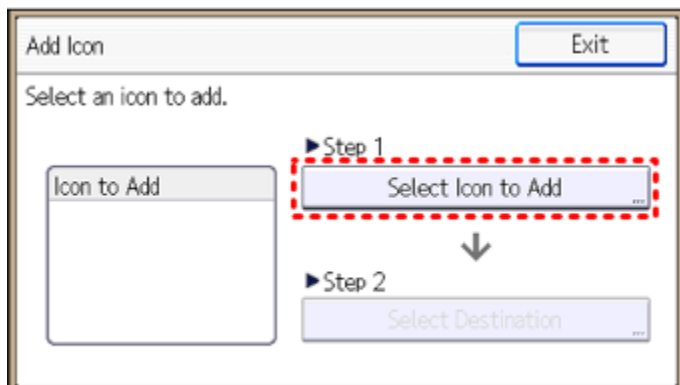 Add Icon
Exit
Select an icon to add.
►Step 1
Icon to Add
Select Icon to Add
...
►Step 2
Select Destination
...